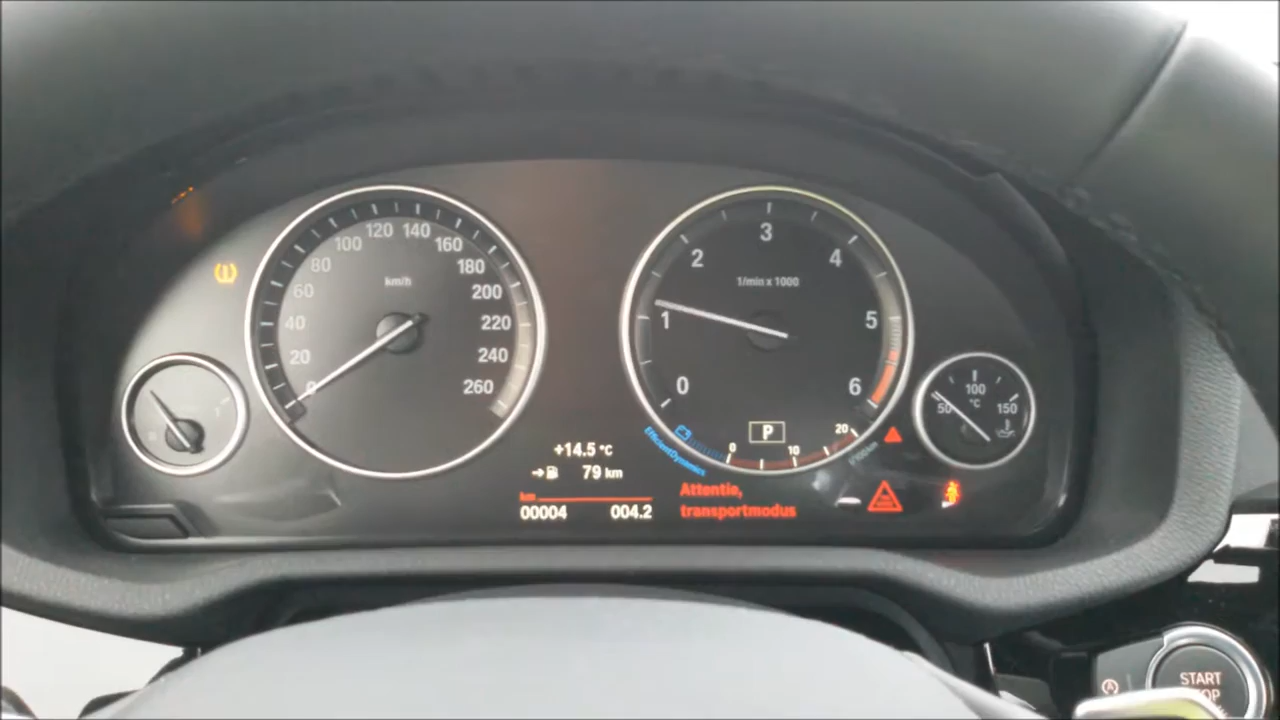 0
20
40
60
80
100
120
140
160
180
200
220
240
260
km/h
0
1
2
3
4
5
6
1/min x 1000
P
0
10
20
EfficientDynamics
50
100
°C
150
+14.5 °C
79 km
km
00004 004.2
Attentie,
transportmodus
START